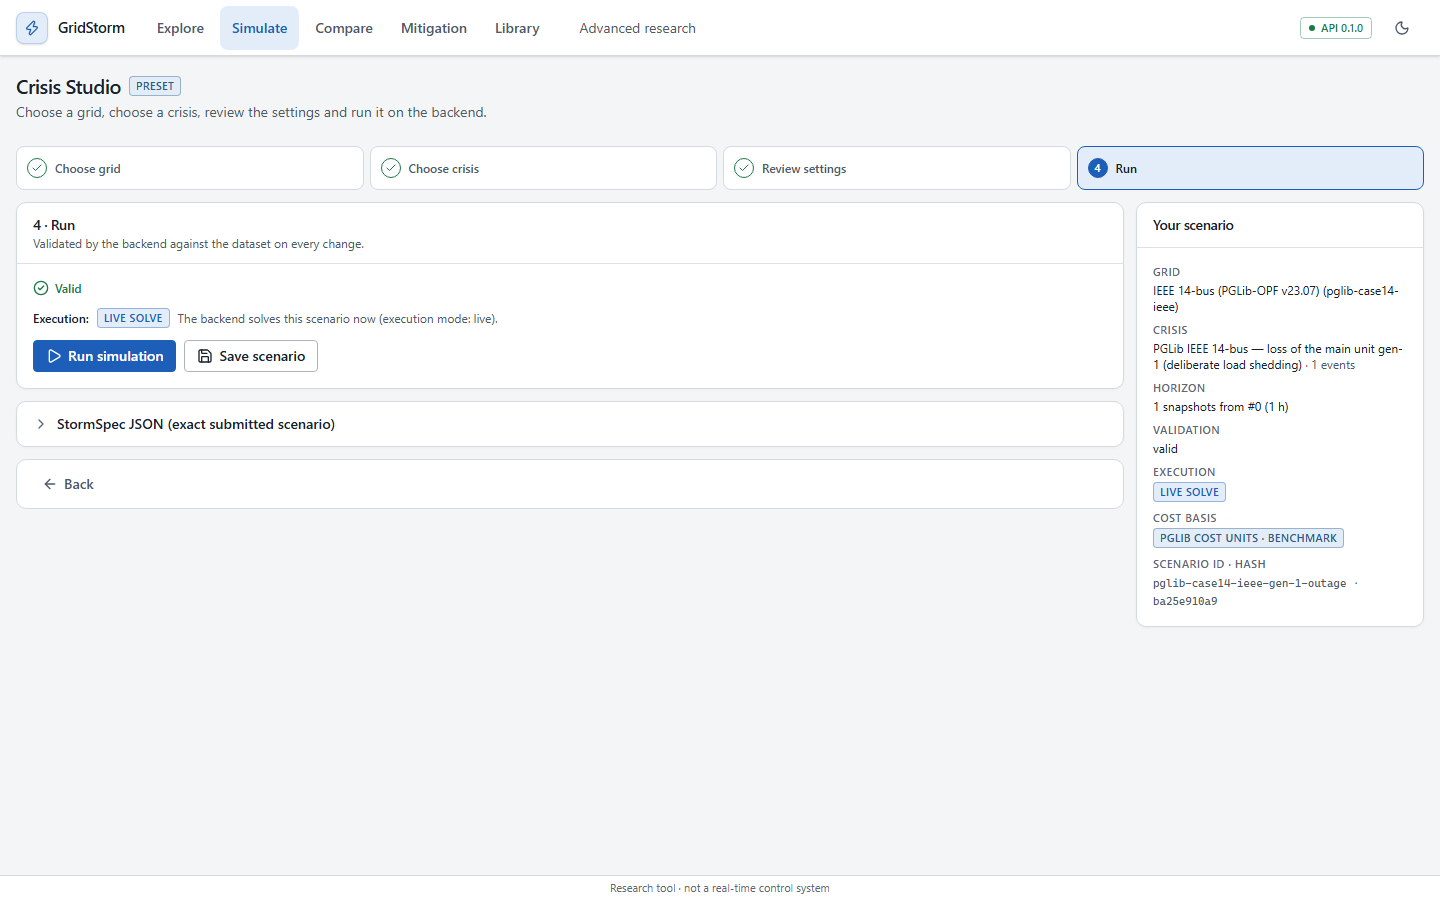 GridStorm
Explore
Simulate
Compare
Mitigation
Library
Advanced research
API 0.1.0
Crisis Studio
PRESET
Choose a grid, choose a crisis, review the settings and run it on the backend.
Choose grid
Choose crisis
Review settings
4
Run
4 · Run
Validated by the backend against the dataset on every change.
Valid
Execution: LIVE SOLVE The backend solves this scenario now (execution mode: live).
Run simulation
Save scenario
StormSpec JSON (exact submitted scenario)
Back
Your scenario
GRID
IEEE 14-bus (PGLib-OPF v23.07) (pglib-case14-
ieee)
CRISIS
PGLib IEEE 14-bus — loss of the main unit gen-
1 (deliberate load shedding) · 1 events
HORIZON
1 snapshots from #0 (1 h)
VALIDATION
valid
EXECUTION
LIVE SOLVE
COST BASIS
PGLIB COST UNITS · BENCHMARK
SCENARIO ID · HASH
pglib-case14-ieee-gen-1-outage ·
ba25e910a9
Research tool · not a real-time control system